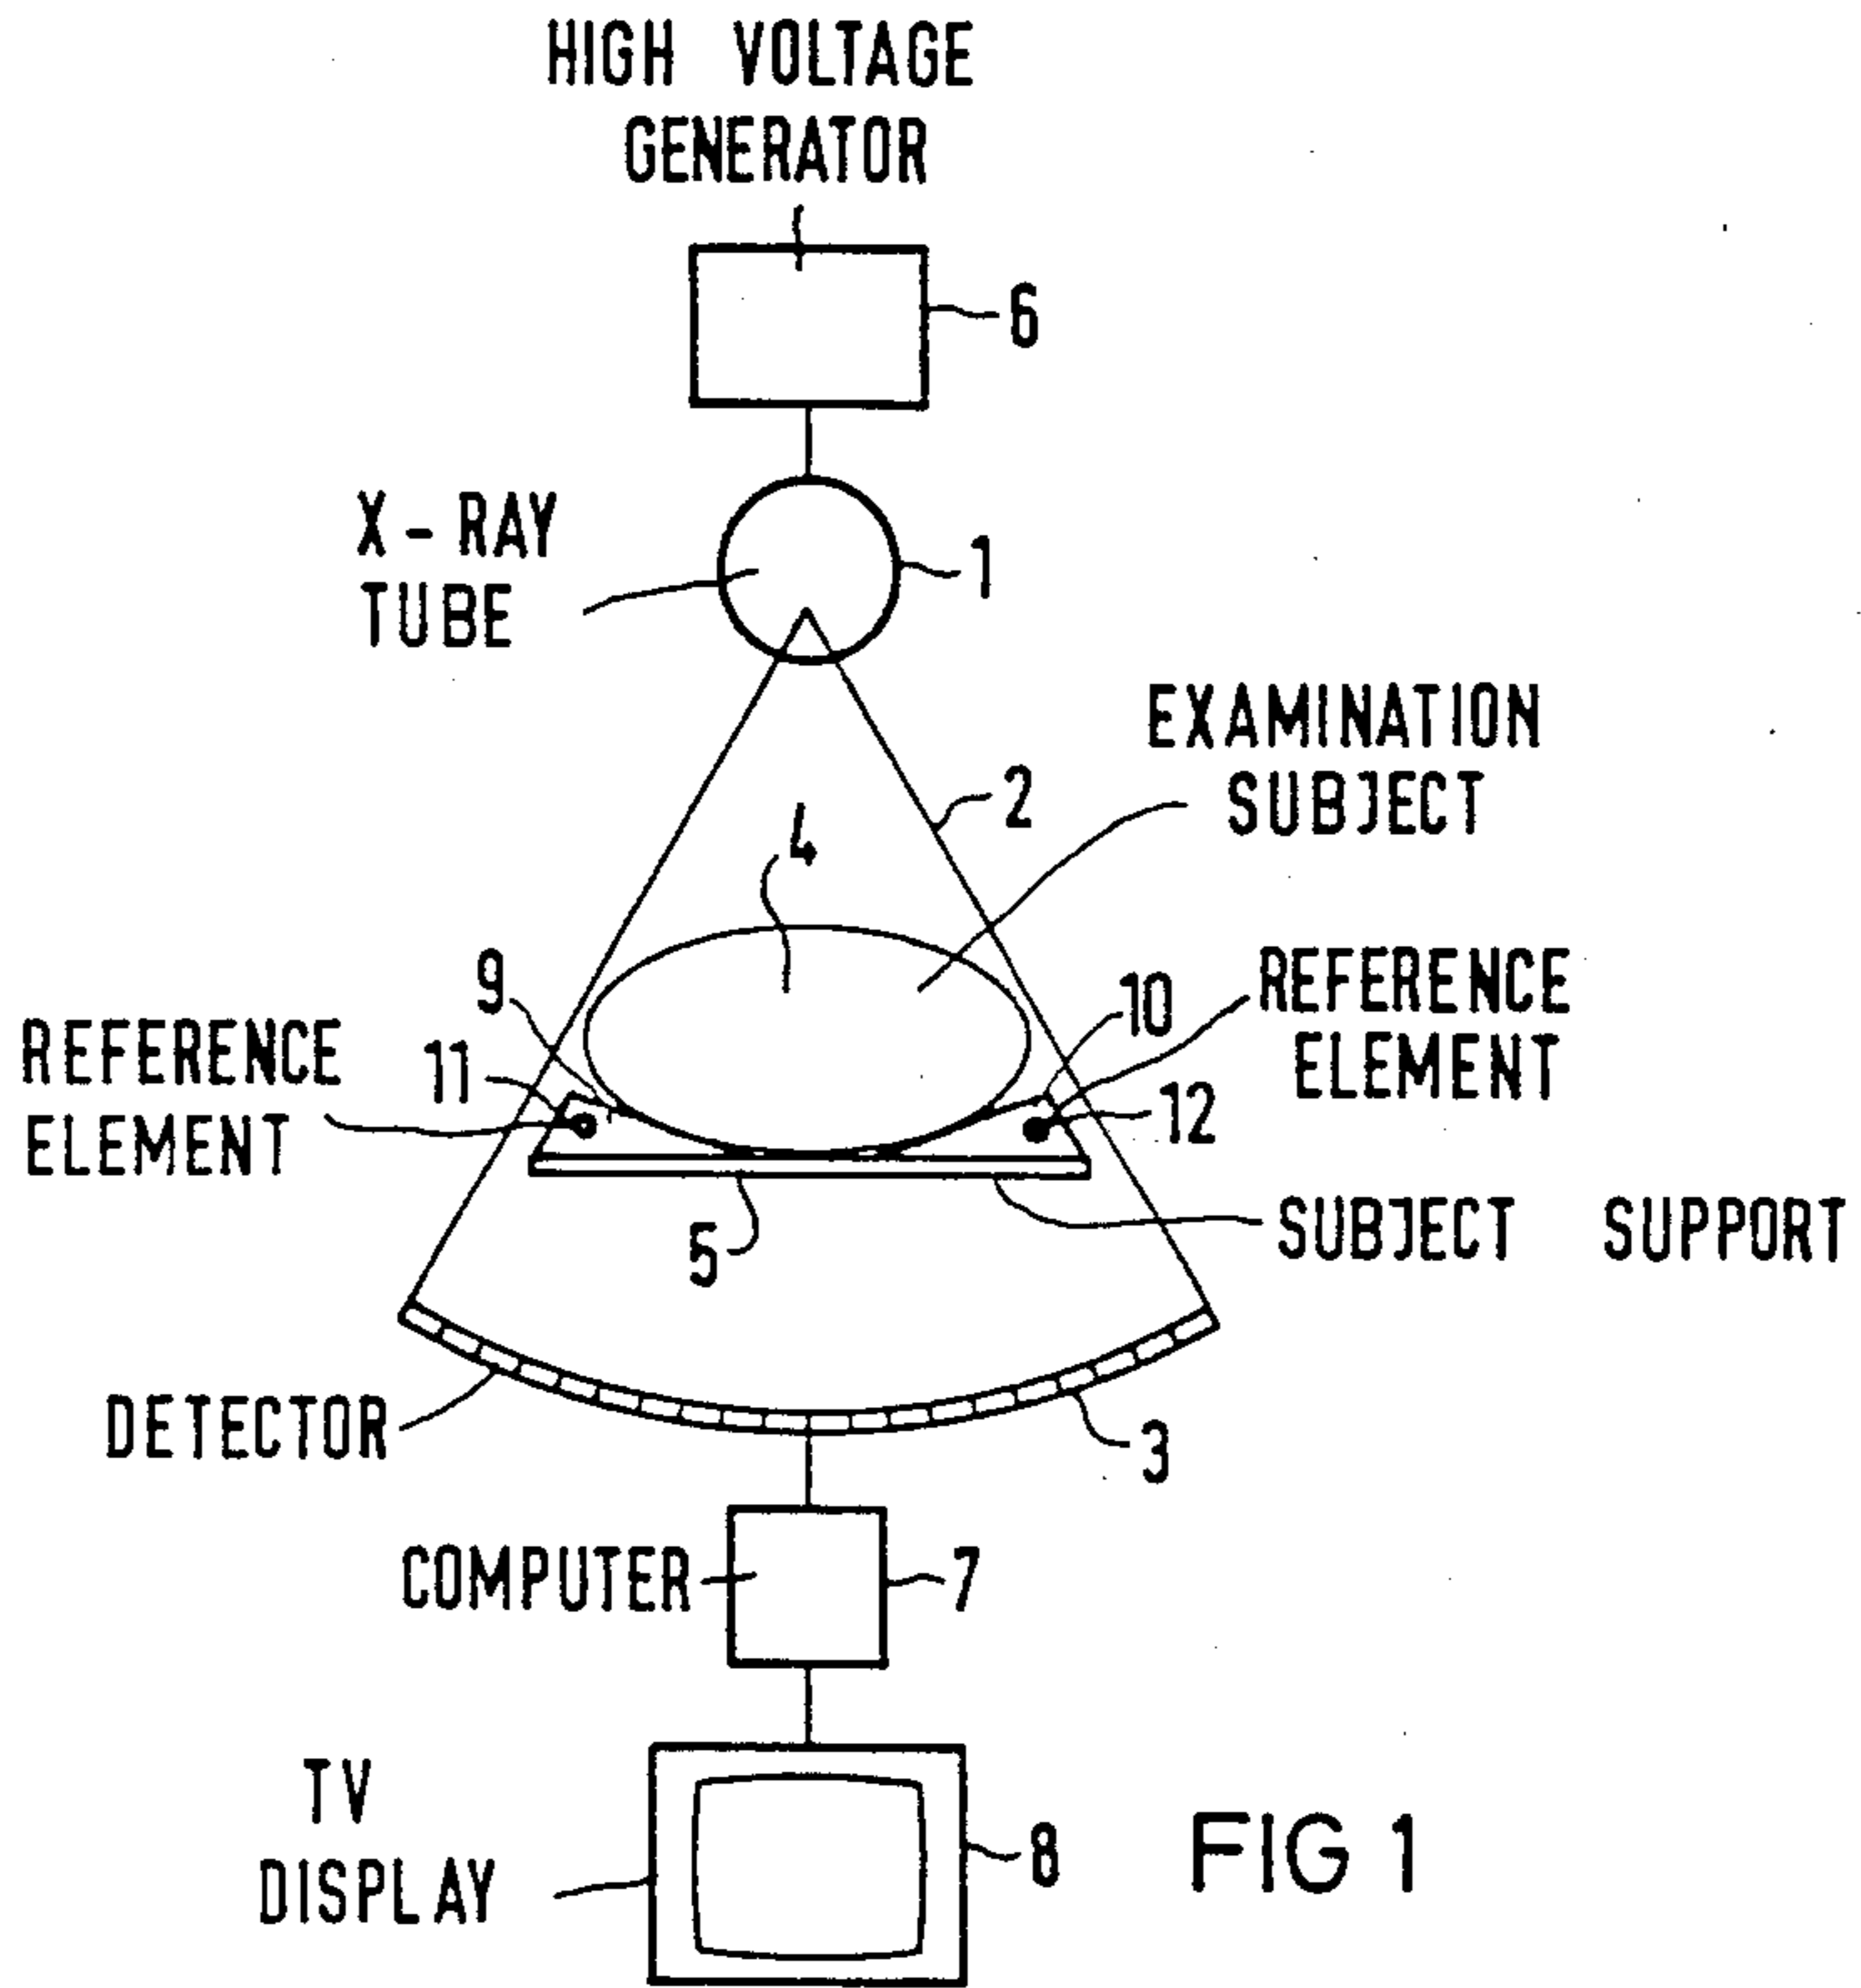 HIGH VOLTAGE
GENERATOR
6
X-RAY
TUBE
1
EXAMINATION
SUBJECT
2
4
9
10
REFERENCE
ELEMENT
REFERENCE
ELEMENT
11
12
5
SUBJECT SUPPORT
DETECTOR
3
COMPUTER
7
TV
DISPLAY
8
FIG 1